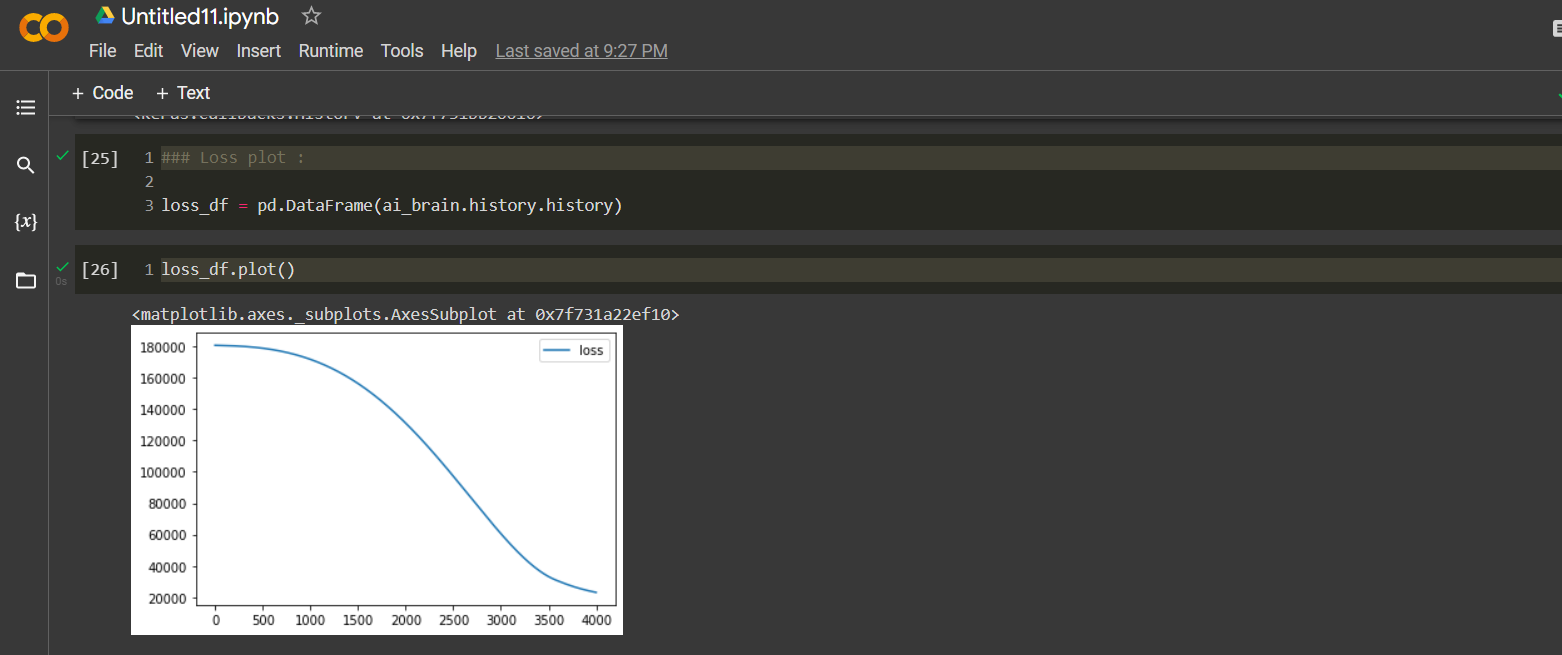 Untitled11.ipynb
File Edit View Insert Runtime Tools Help Last saved at 9:27 PM
+ Code + Text
[25] 1 ### Loss plot :
2
3 loss_df = pd.DataFrame(ai_brain.history.history)
{x}
[26] 1 loss_df.plot()
0s
<matplotlib.axes._subplots.AxesSubplot at 0x7f731a22ef10>
loss
180000
160000
140000
120000
100000
80000
60000
40000
20000
0 500 1000 1500 2000 2500 3000 3500 4000